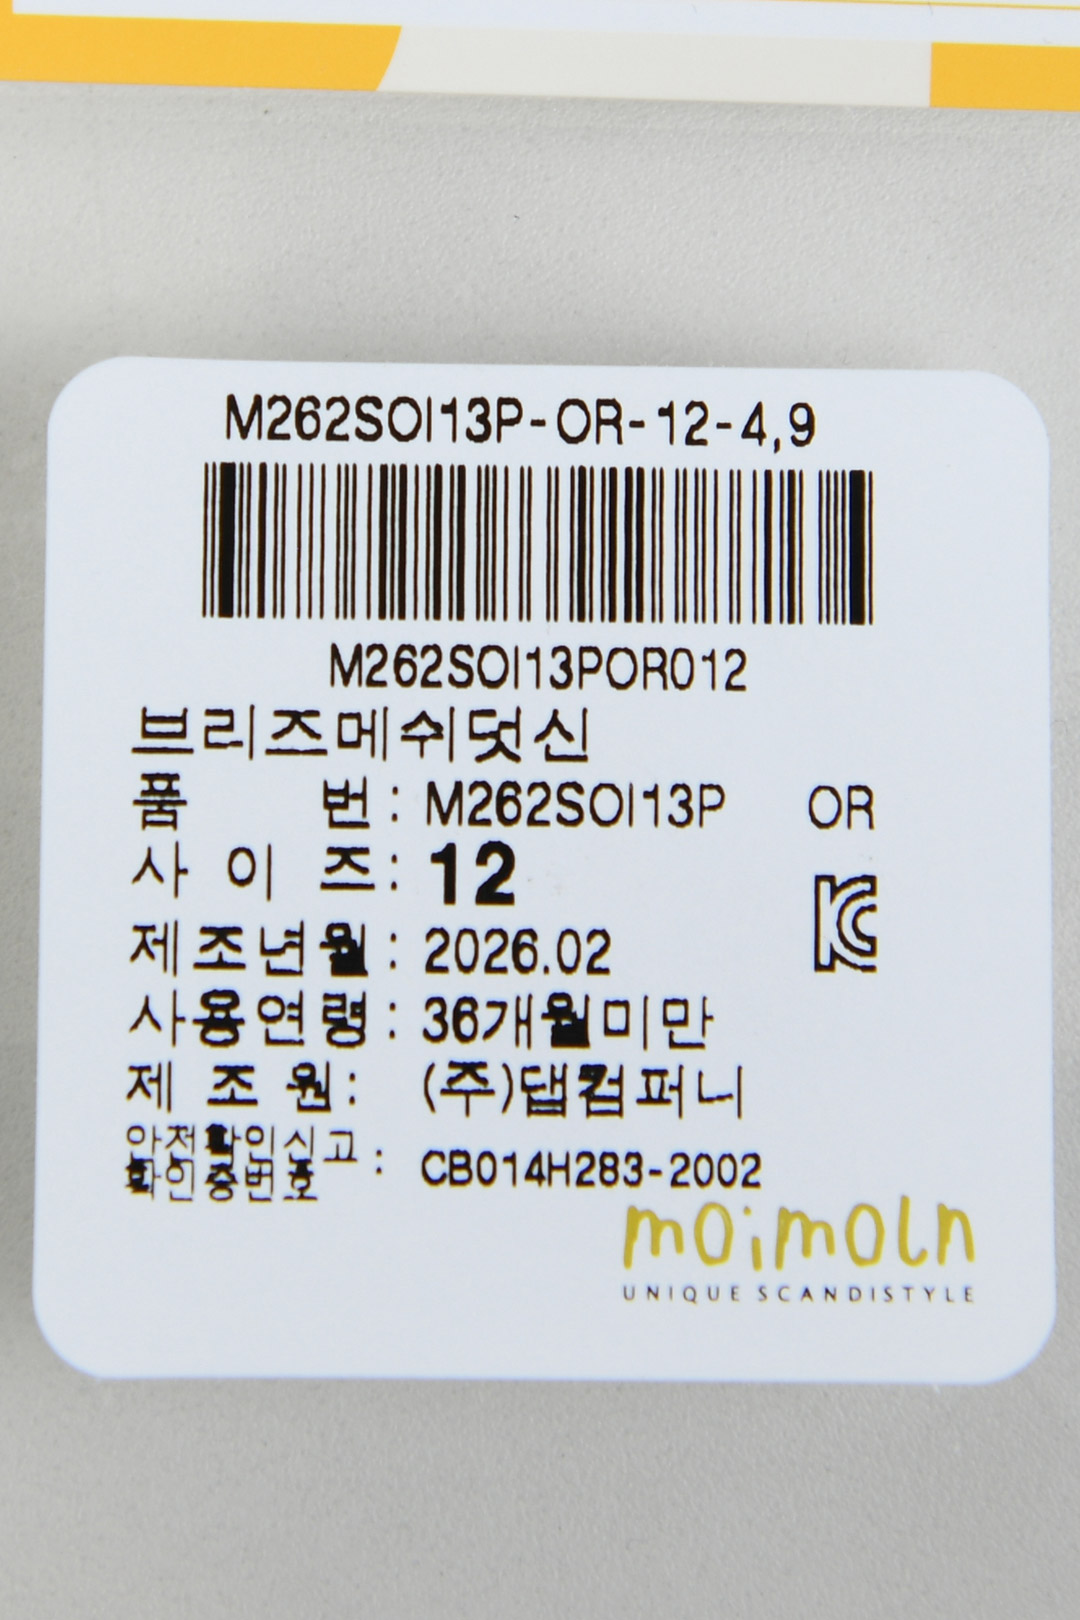 M262SOI13P-OR-12-4,9
M262SOI13POR012
브리즈메쉬덧신
품 번 : M262SOI13P OR
사 이 즈 : 12
제조년월 : 2026.02
사용연령 : 36개월미만
제 조 원 : (주)댑컴퍼니
안전확인신고
확인증번호 : CB014H283-2002
moimoln
UNIQUE SCANDISTYLE